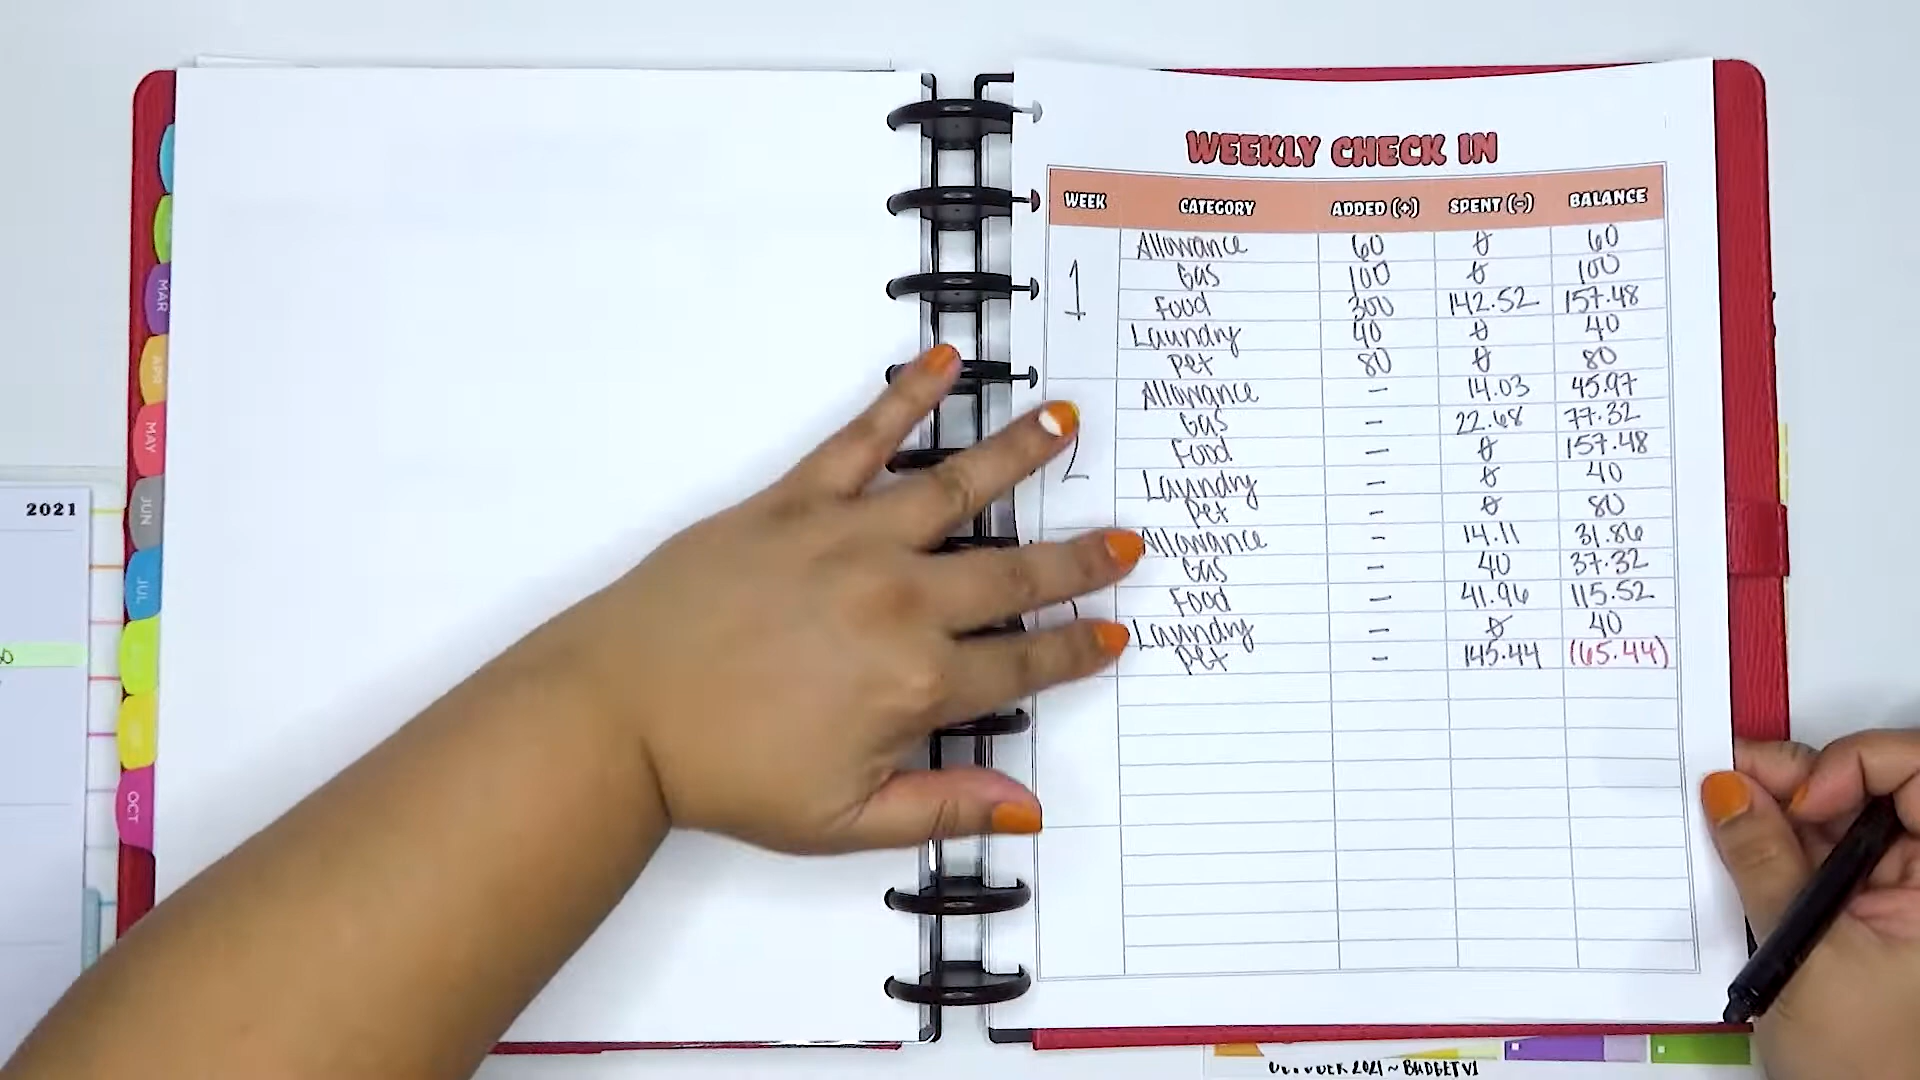 WEEKLY CHECK IN
WEEK CATEGORY ADDED (+) SPENT (-) BALANCE
1
Allowance 60 0 60
Gas 100 0 100
Food 300 142.52 157.48
Laundry 40 0 40
Pet 80 0 80
2
Allowance - 14.03 45.97
Gas - 22.68 77.32
Food - 0 157.48
Laundry - 0 40
Pet - 0 80
Allowance - 14.11 31.86
Gas - 40 37.32
Food - 41.96 115.52
Laundry - 0 40
Pet - 145.44 (65.44)
MAR
APR
MAY
JUN
JUL
OCT
2021
OCTOBER 2021 ~ BUDGET V1